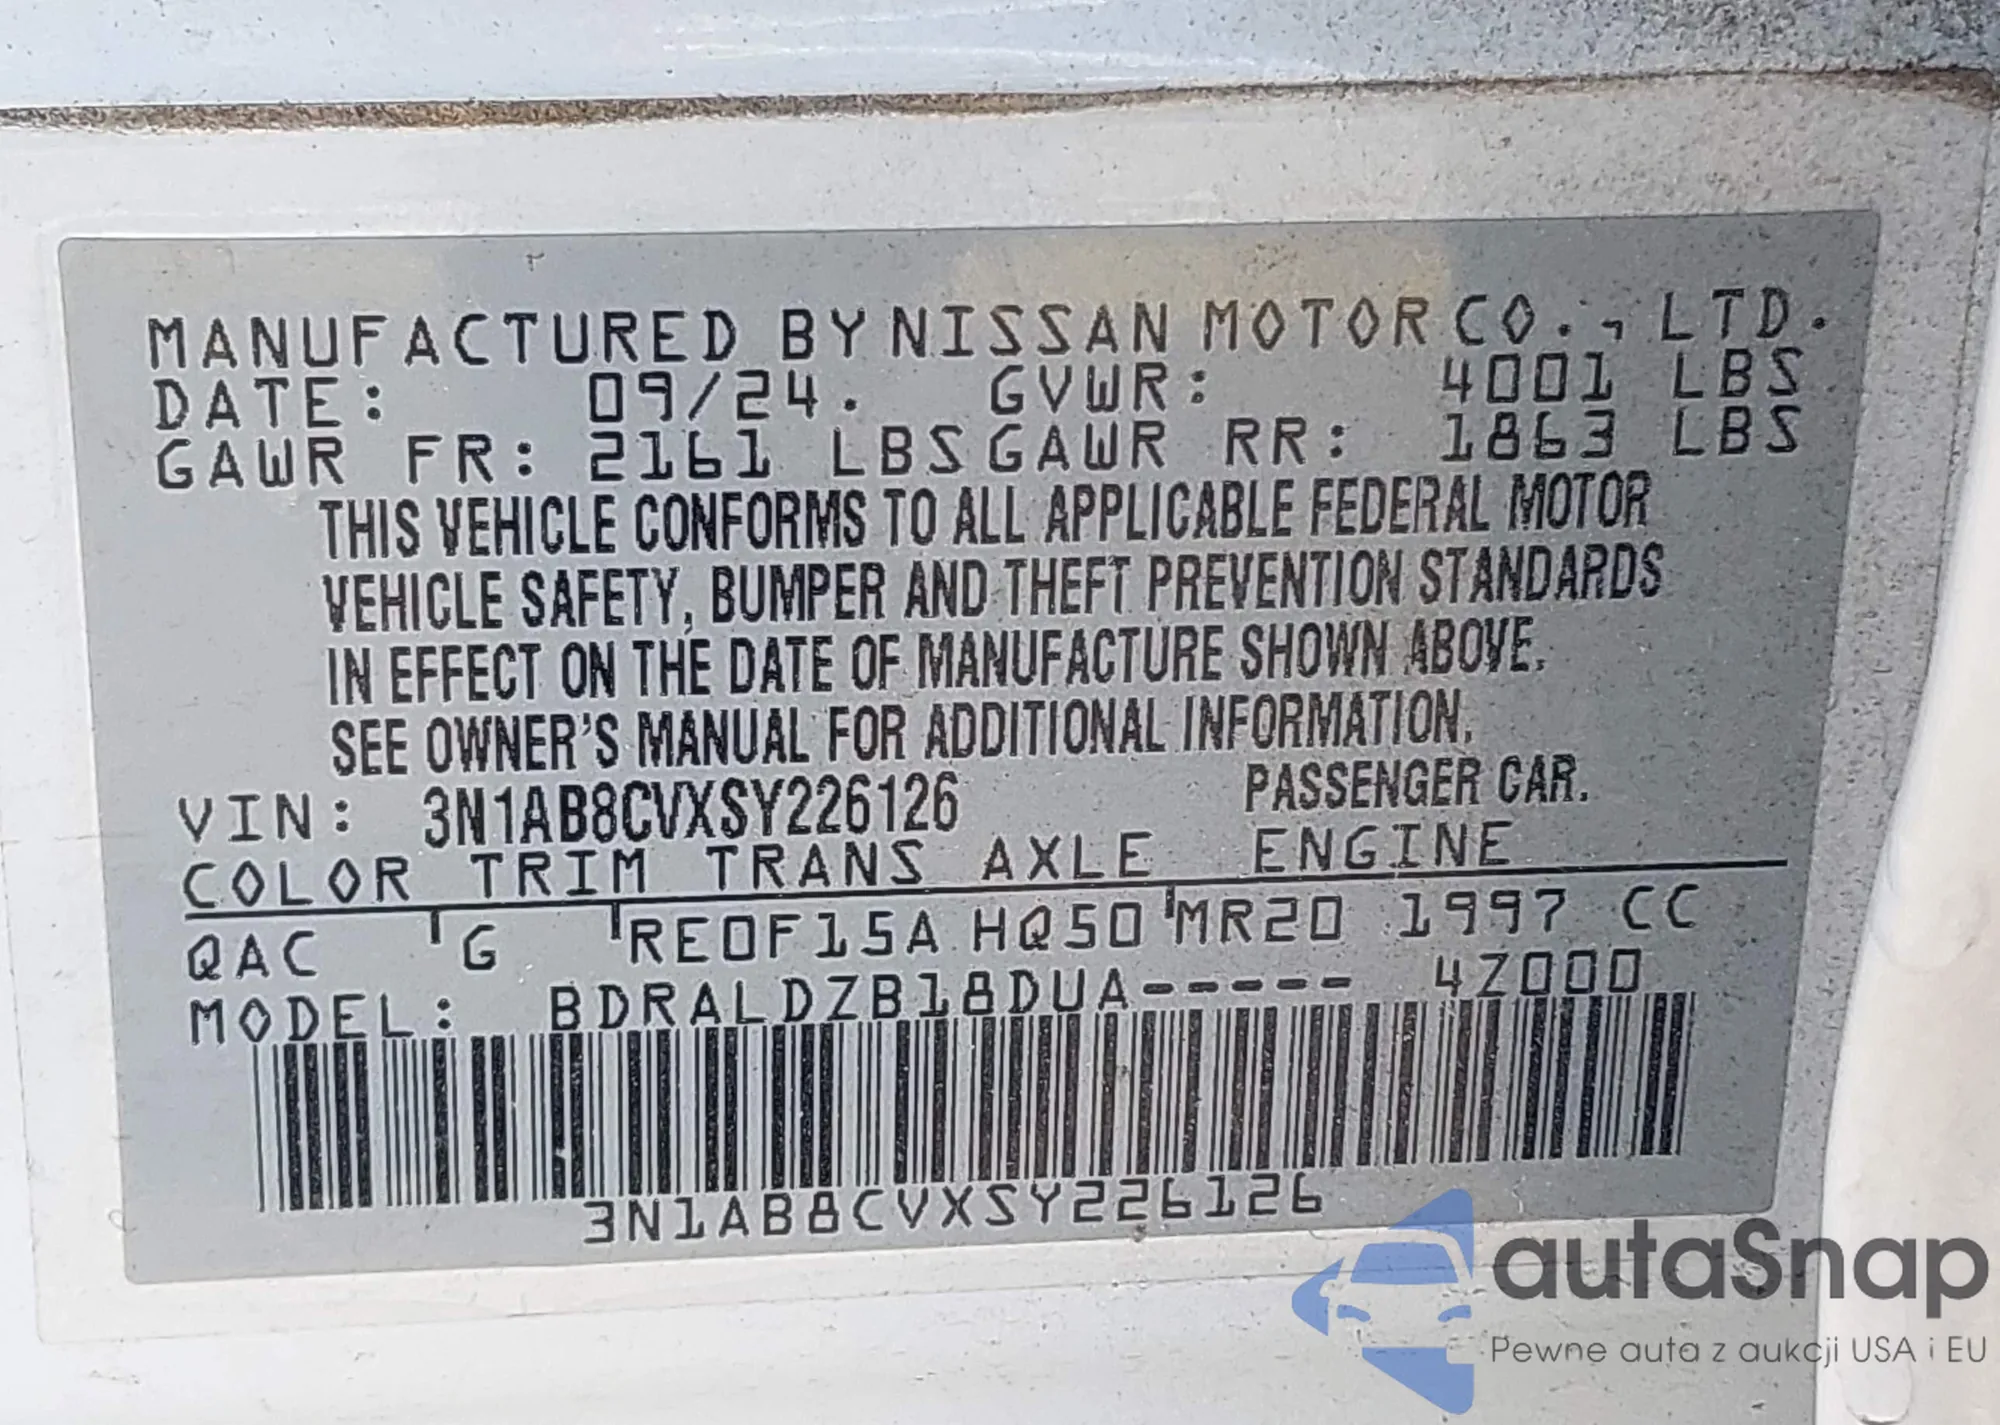 MANUFACTURED BY NISSAN MOTOR CO., LTD.
DATE: 09/24. GVWR: 4001 LBS
GAWR FR: 2161 LBS GAWR RR: 1863 LBS
THIS VEHICLE CONFORMS TO ALL APPLICABLE FEDERAL MOTOR
VEHICLE SAFETY, BUMPER AND THEFT PREVENTION STANDARDS
IN EFFECT ON THE DATE OF MANUFACTURE SHOWN ABOVE.
SEE OWNER'S MANUAL FOR ADDITIONAL INFORMATION.
VIN: 3N1AB8CVXSY226126 PASSENGER CAR.
COLOR TRIM TRANS AXLE ENGINE
QAC G RE0F15A HQ50 MR20 1997 CC
MODEL: BDRALDZB18DUA----- 4Z000
3N1AB8CVXSY226126
autaSnap
Pewne auta z aukcji USA i EU